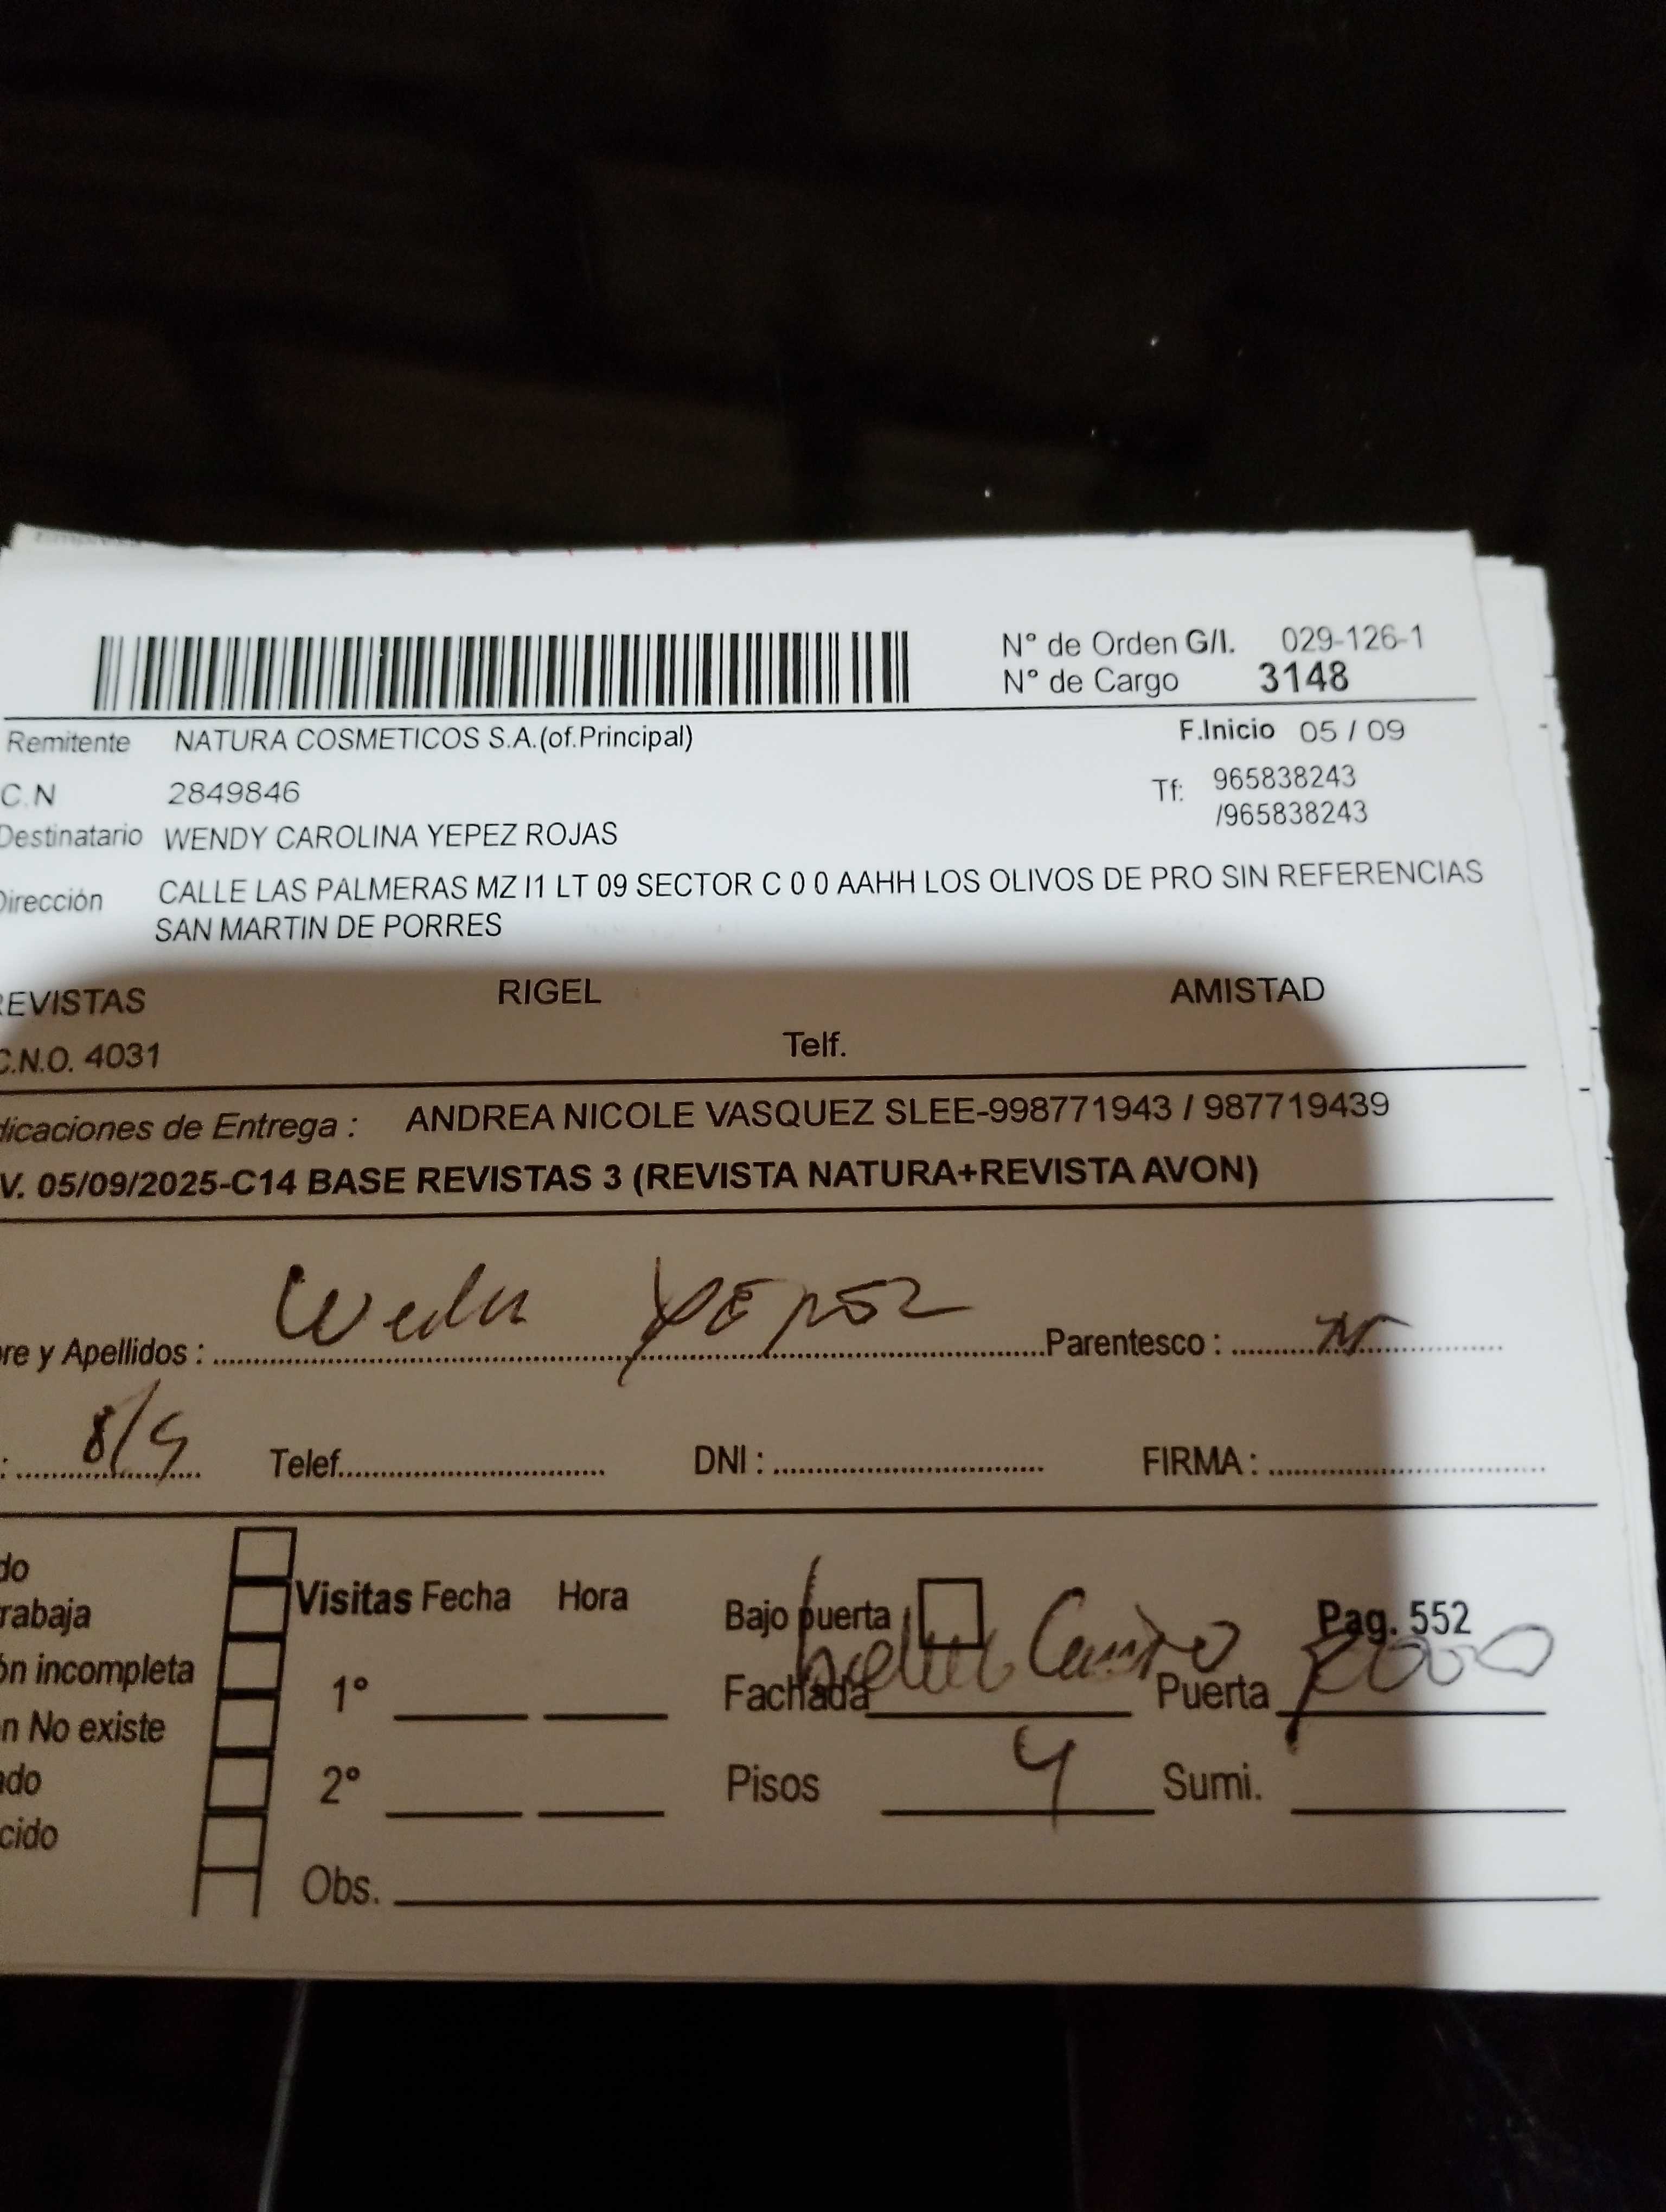 N° de Orden G/I. 029-126-1
N° de Cargo 3148
Remitente NATURA COSMETICOS S.A.(of.Principal)
F.Inicio 05 / 09
C.N 2849846
Tf: 965838243
/965838243
Destinatario WENDY CAROLINA YEPEZ ROJAS
Dirección CALLE LAS PALMERAS MZ I1 LT 09 SECTOR C 0 0 AAHH LOS OLIVOS DE PRO SIN REFERENCIAS
SAN MARTIN DE PORRES
REVISTAS RIGEL AMISTAD
C.N.O. 4031 Telf.
dicaciones de Entrega : ANDREA NICOLE VASQUEZ SLEE-998771943 / 987719439
V. 05/09/2025-C14 BASE REVISTAS 3 (REVISTA NATURA+REVISTA AVON)
re y Apellidos : Yepez Parentesco :
: 8/9 Telef. DNI : FIRMA :
do
Visitas Fecha Hora Bajo puerta Pag. 552
rabaja
ón incompleta
1° Fachada Puerta
n No existe
2° Pisos 4 Sumi.
ado
cido
Obs.